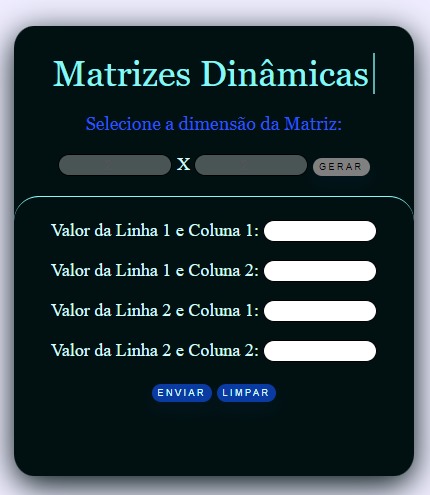 Matrizes Dinâmicas
Selecione a dimensão da Matriz:
X GERAR
Valor da Linha 1 e Coluna 1:
Valor da Linha 1 e Coluna 2:
Valor da Linha 2 e Coluna 1:
Valor da Linha 2 e Coluna 2:
ENVIAR LIMPAR